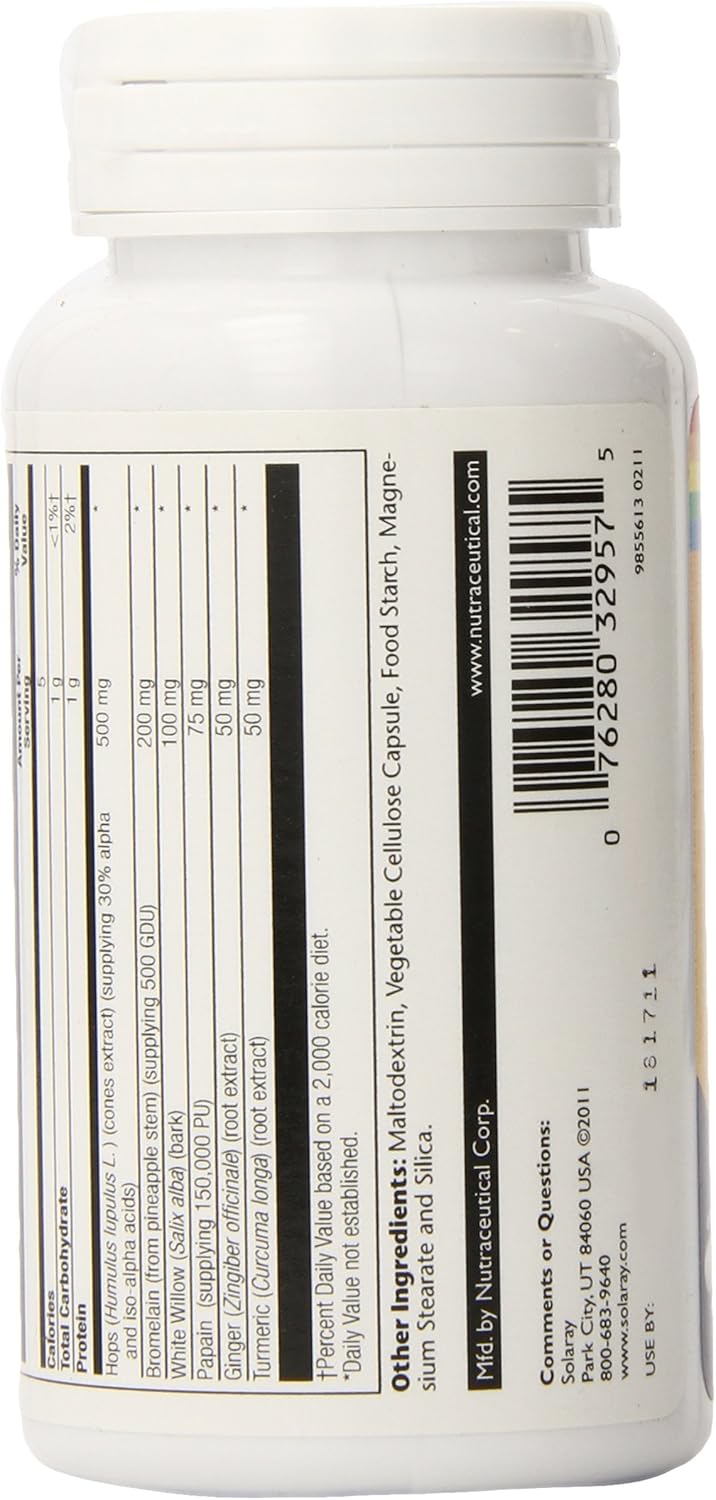 Amount Per
Serving
% Daily
Value
Calories 5
Total Carbohydrate 1 g <1%†
Protein 1 g 2%†
Hops (Humulus lupulus L. ) (cones extract) (supplying 30% alpha
and iso-alpha acids) 500 mg *
Bromelain (from pineapple stem) (supplying 500 GDU) 200 mg *
White Willow (Salix alba) (bark) 100 mg *
Papain (supplying 150,000 PU) 75 mg *
Ginger (Zingiber officinale) (root extract) 50 mg *
Turmeric (Curcuma longa) (root extract) 50 mg *
†Percent Daily Value based on a 2,000 calorie diet.
*Daily Value not established.
Other Ingredients: Maltodextrin, Vegetable Cellulose Capsule, Food Starch, Magne-
sium Stearate and Silica.
Mfd. by Nutraceutical Corp. www.nutraceutical.com
Comments or Questions:
Solaray
Park City, UT 84060 USA ©2011
800-683-9640
www.solaray.com
USE BY:
0 76280 32957 5
9855613 0211